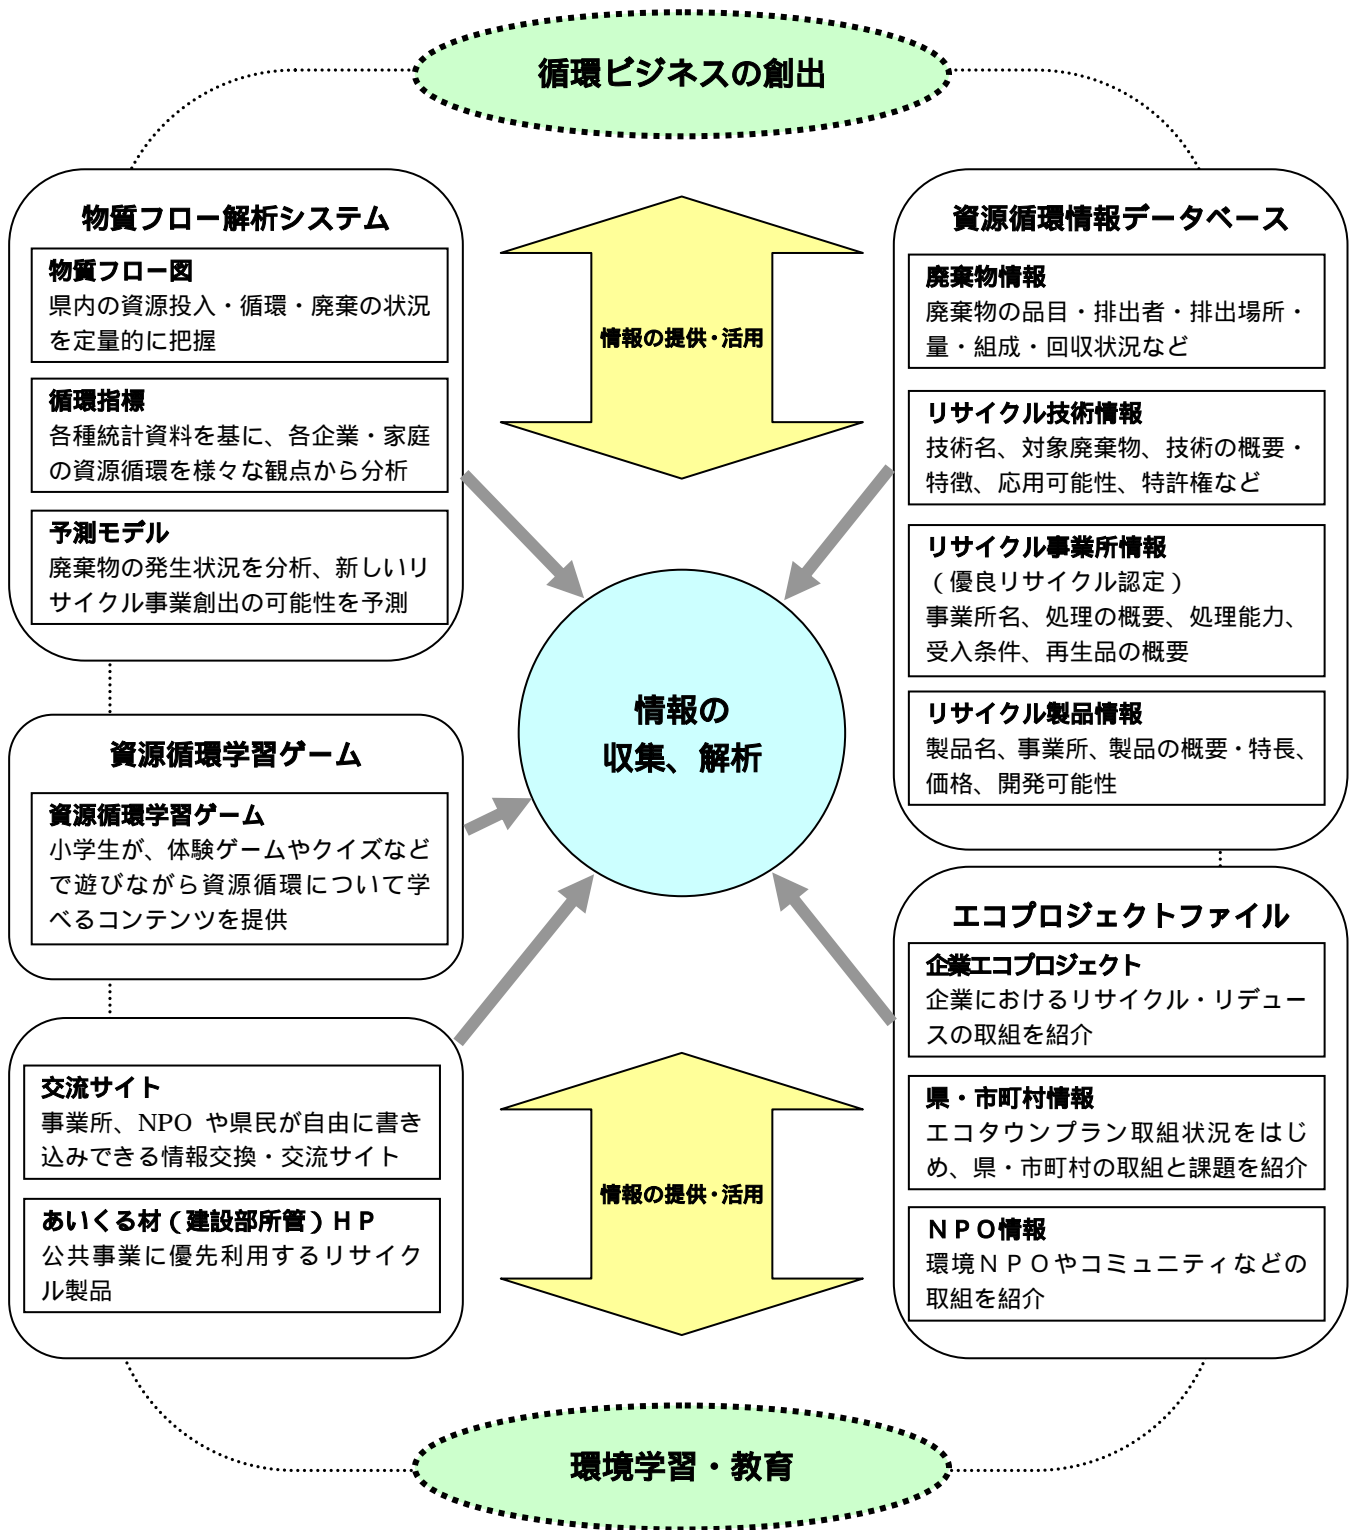 循環ビジネスの創出
物質フロー解析システム
物質フロー図
県内の資源投入・循環・廃棄の状況
を定量的に把握
循環指標
各種統計資料を基に、各企業・家庭
の資源循環を様々な観点から分析
予測モデル
廃棄物の発生状況を分析、新しいリ
サイクル事業創出の可能性を予測
情報の提供・活用
資源循環情報データベース
廃棄物情報
廃棄物の品目・排出者・排出場所・
量・組成・回収状況など
リサイクル技術情報
技術名、対象廃棄物、技術の概要・
特徴、応用可能性、特許権など
リサイクル事業所情報
（優良リサイクル認定）
事業所名、処理の概要、処理能力、
受入条件、再生品の概要
リサイクル製品情報
製品名、事業所、製品の概要・特長、
価格、開発可能性
情報の
収集、解析
資源循環学習ゲーム
資源循環学習ゲーム
小学生が、体験ゲームやクイズなど
で遊びながら資源循環について学
べるコンテンツを提供
交流サイト
事業所、NPO や県民が自由に書き
込みできる情報交換・交流サイト
あいくる材（建設部所管）ＨＰ
公共事業に優先利用するリサイク
ル製品
情報の提供・活用
エコプロジェクトファイル
企業エコプロジェクト
企業におけるリサイクル・リデュー
スの取組を紹介
県・市町村情報
エコタウンプラン取組状況をはじ
め、県・市町村の取組と課題を紹介
ＮＰＯ情報
環境ＮＰＯやコミュニティなどの
取組を紹介
環境学習・教育